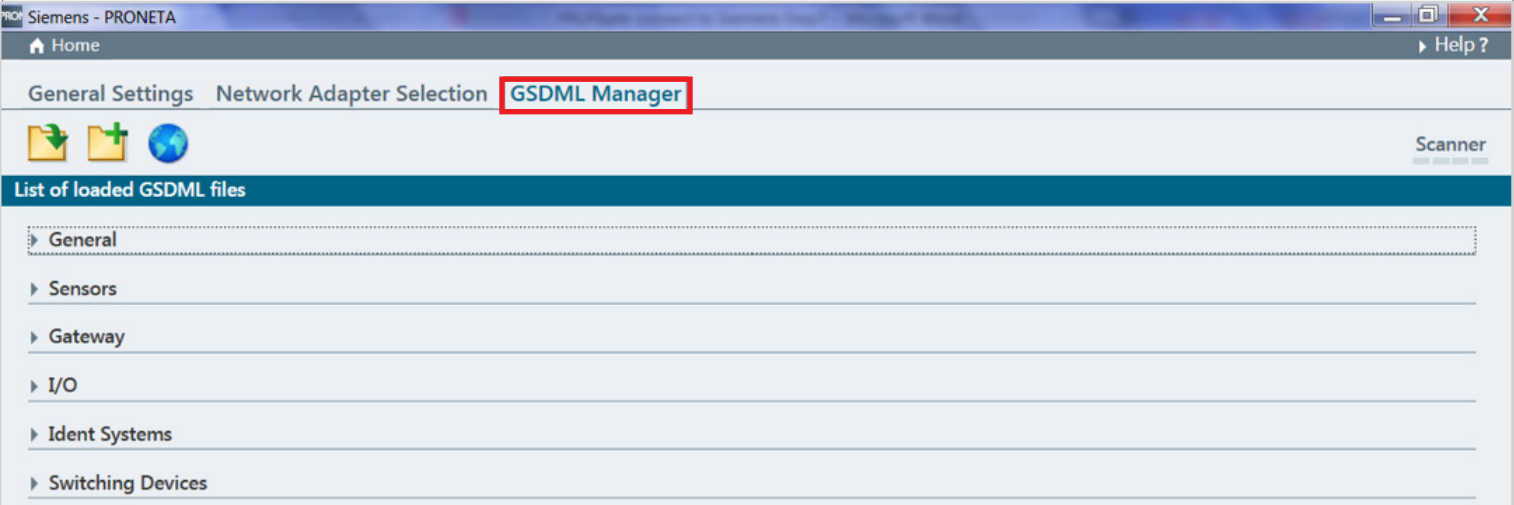 Siemens - PRONETA
Home
Help ?
General Settings Network Adapter Selection GSDML Manager
Scanner
List of loaded GSDML files
General
Sensors
Gateway
I/O
Ident Systems
Switching Devices